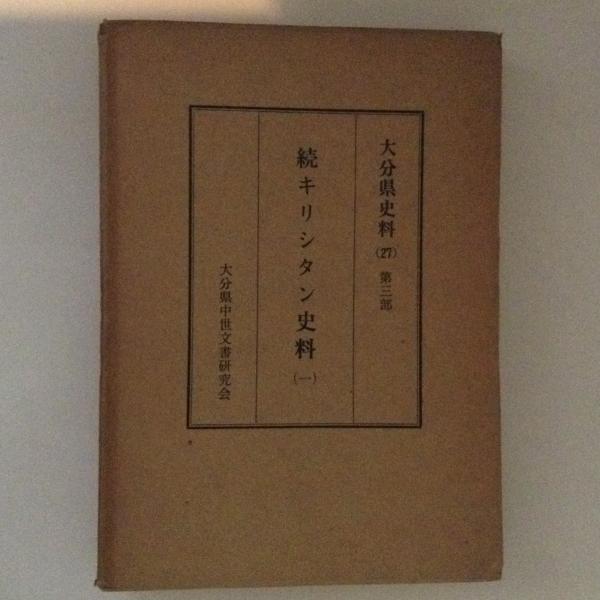 大分県史料(27) 第三部
続キリシタン史料(一)
大分県中世文書研究会